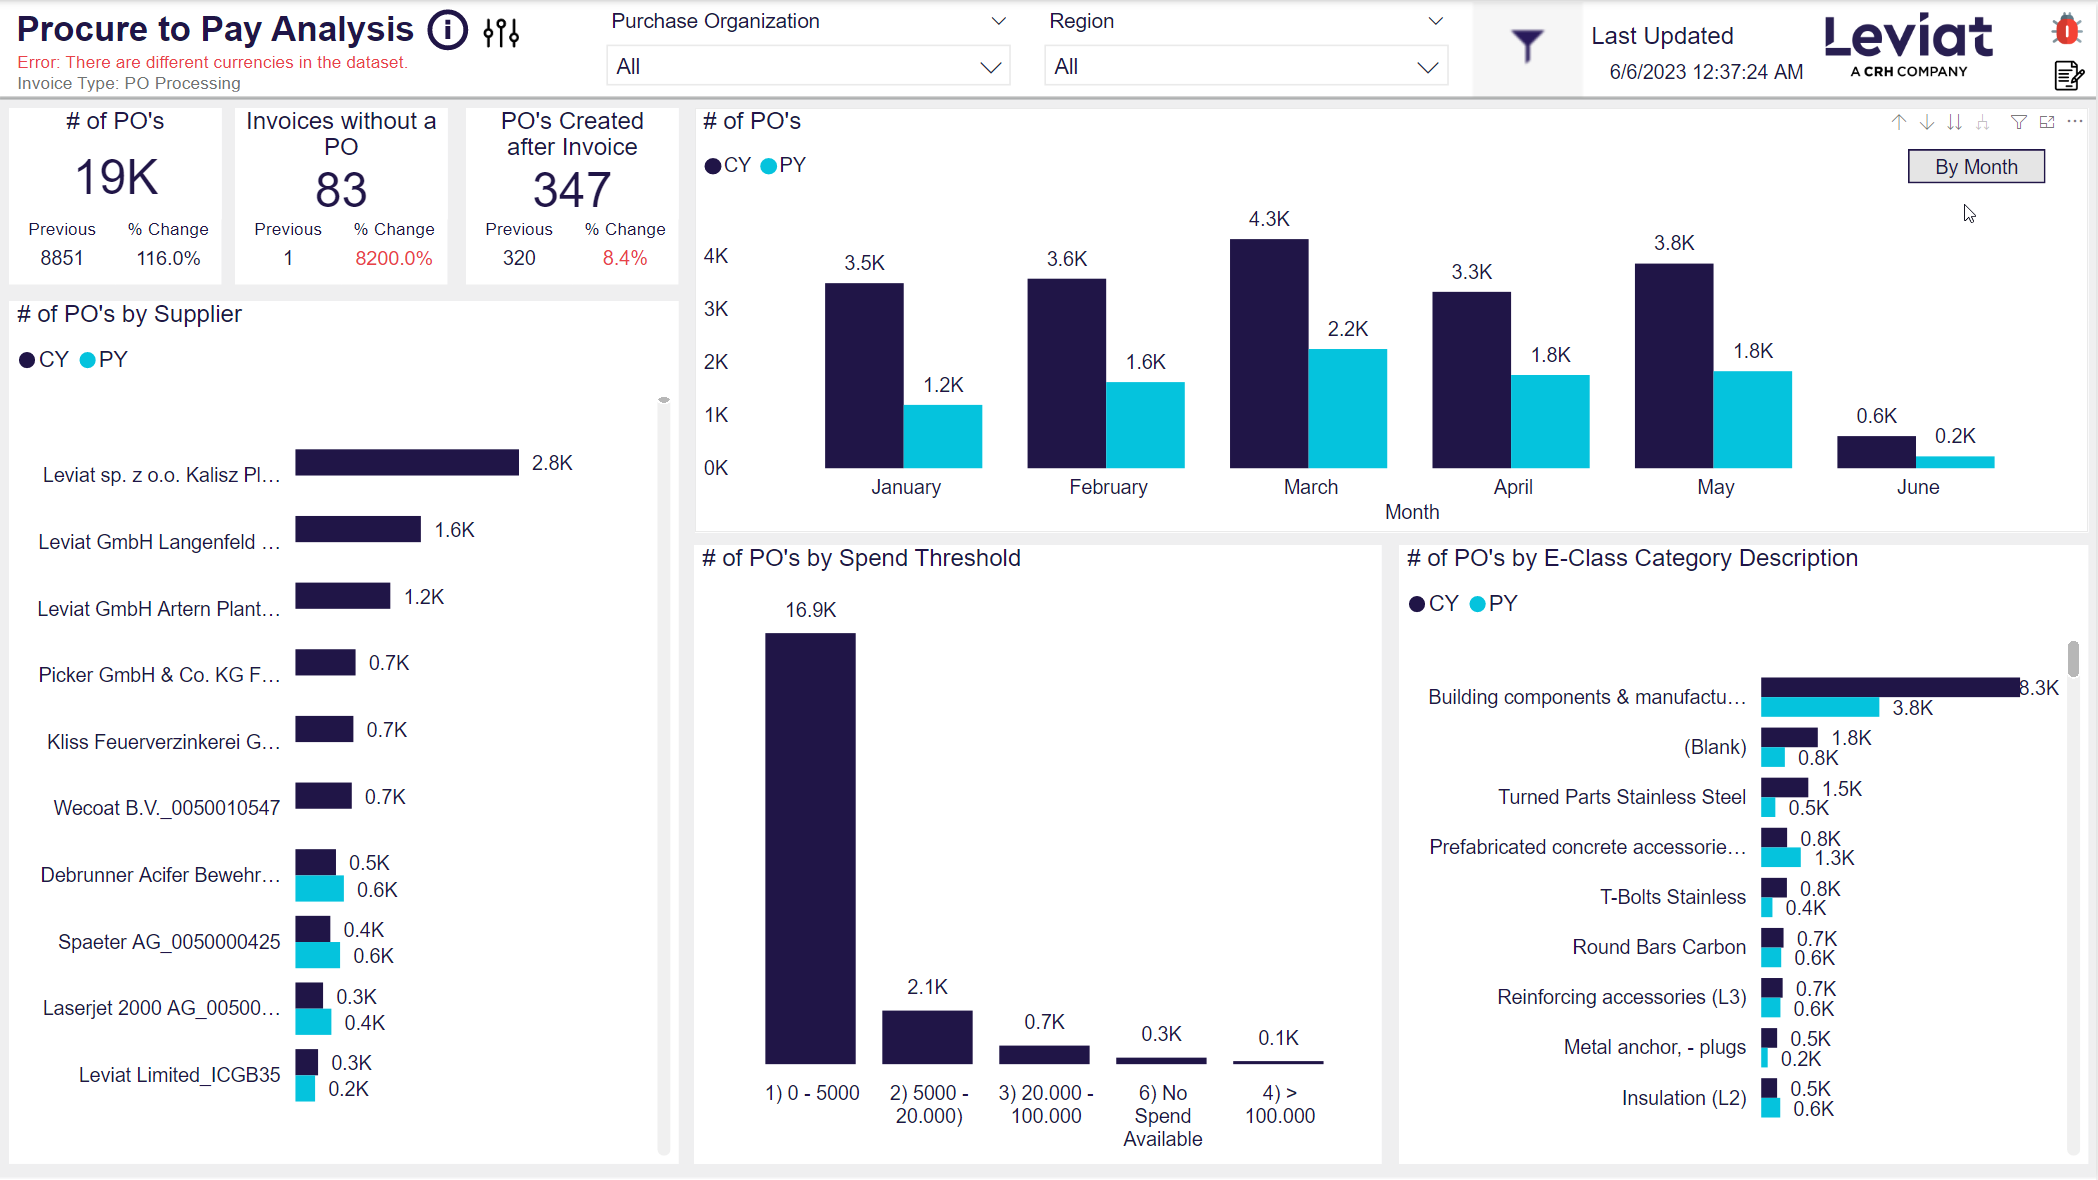 Procure to Pay Analysis
Error: There are different currencies in the dataset.
Invoice Type: PO Processing
Purchase Organization
All
Region
All
Last Updated
6/6/2023 12:37:24 AM
Leviat
A CRH COMPANY
# of PO's
19K
Previous % Change
8851 116.0%
Invoices without a
PO
83
Previous % Change
1 8200.0%
PO's Created
after Invoice
347
Previous % Change
320 8.4%
# of PO's
CY PY
By Month
4K
3K
2K
1K
0K
3.5K 1.2K
3.6K 1.6K
4.3K 2.2K
3.3K 1.8K
3.8K 1.8K
0.6K 0.2K
January February March April May June
Month
# of PO's by Supplier
CY PY
Leviat sp. z o.o. Kalisz Pl... 2.8K
Leviat GmbH Langenfeld ... 1.6K
Leviat GmbH Artern Plant... 1.2K
Picker GmbH & Co. KG F... 0.7K
Kliss Feuerverzinkerei G... 0.7K
Wecoat B.V._0050010547 0.7K
Debrunner Acifer Bewehr... 0.5K
0.6K
Spaeter AG_0050000425 0.4K
0.6K
Laserjet 2000 AG_00500... 0.3K
0.4K
Leviat Limited_ICGB35 0.3K
0.2K
# of PO's by Spend Threshold
16.9K
2.1K
0.7K
0.3K
0.1K
1) 0 - 5000
2) 5000 -
20.000)
3) 20.000 -
100.000
6) No
Spend
Available
4) >
100.000
# of PO's by E-Class Category Description
CY PY
Building components & manufactu... 8.3K
3.8K
(Blank) 1.8K
0.8K
Turned Parts Stainless Steel 1.5K
0.5K
Prefabricated concrete accessorie... 0.8K
1.3K
T-Bolts Stainless 0.8K
0.4K
Round Bars Carbon 0.7K
0.6K
Reinforcing accessories (L3) 0.7K
0.6K
Metal anchor, - plugs 0.5K
0.2K
Insulation (L2) 0.5K
0.6K